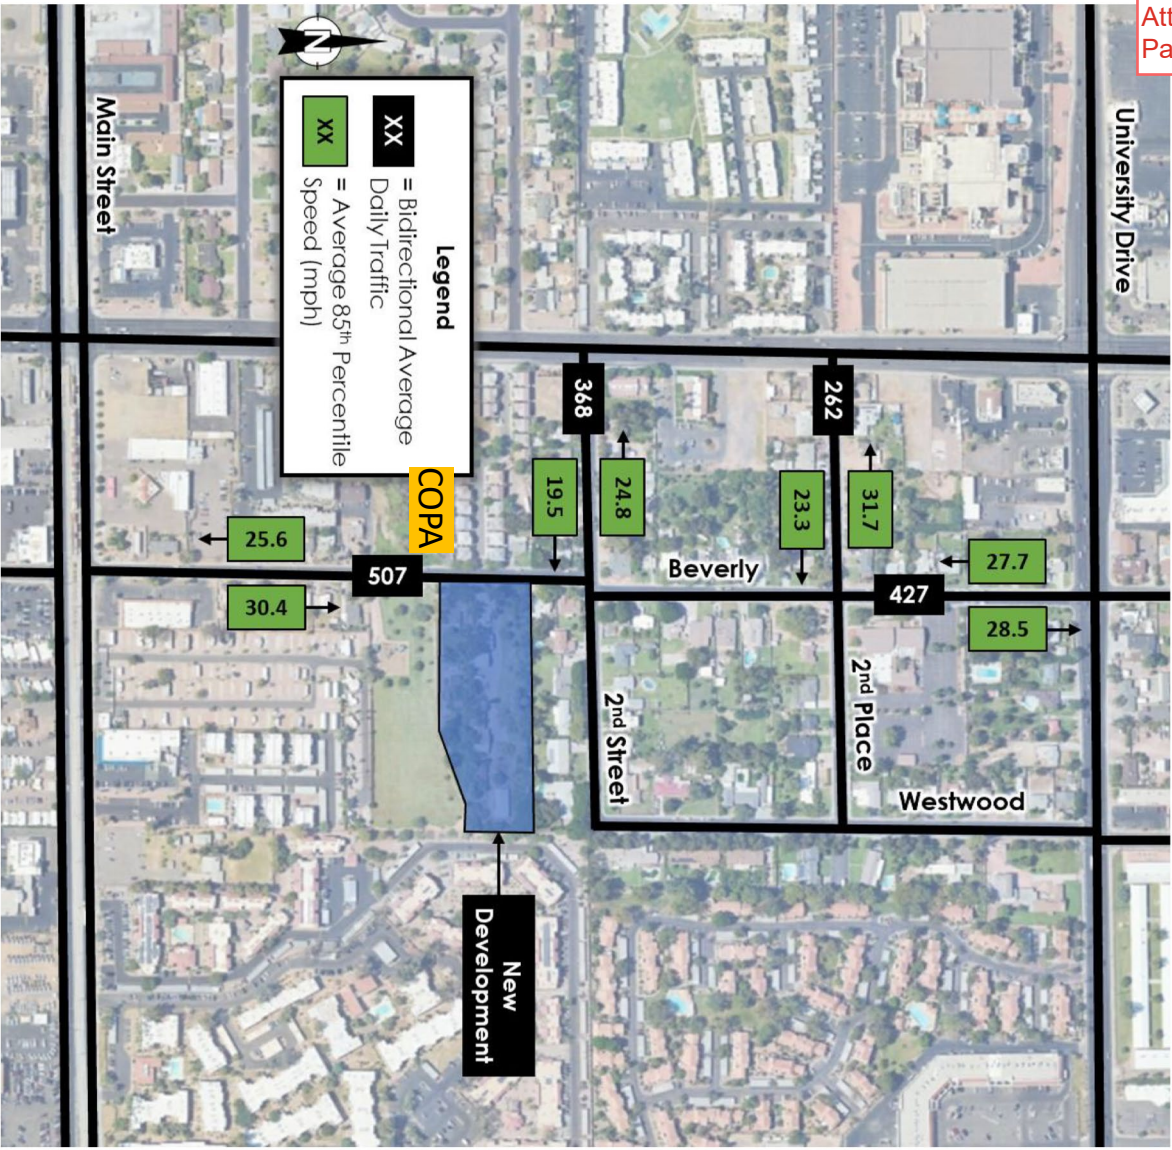 Att
Pa
N
Main Street
University Drive
Legend
XX = Bidirectional Average
Daily Traffic
XX = Average 85th Percentile
Speed (mph)
368
262
19.5
24.8
23.3
31.7
COPA
25.6
507
30.4
Beverly
427
27.7
28.5
2nd Street
2nd Place
Westwood
New
Development